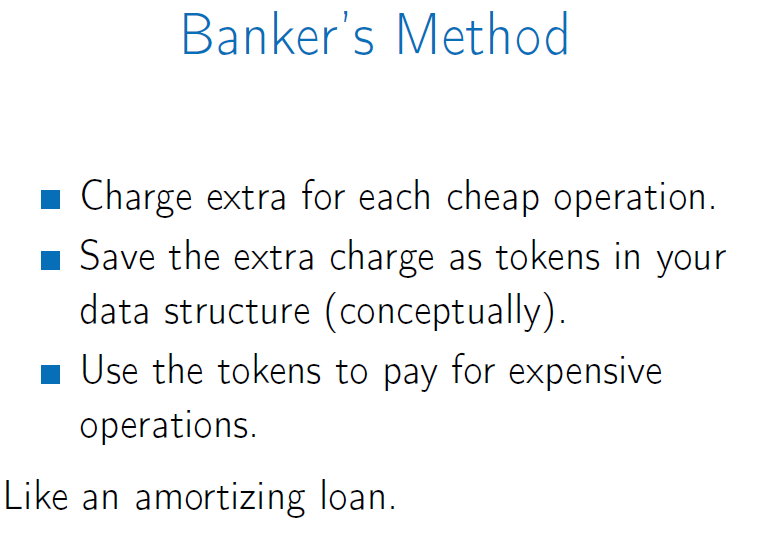 Banker's Method
Charge extra for each cheap operation.
Save the extra charge as tokens in your
data structure (conceptually).
Use the tokens to pay for expensive
operations.
Like an amortizing loan.